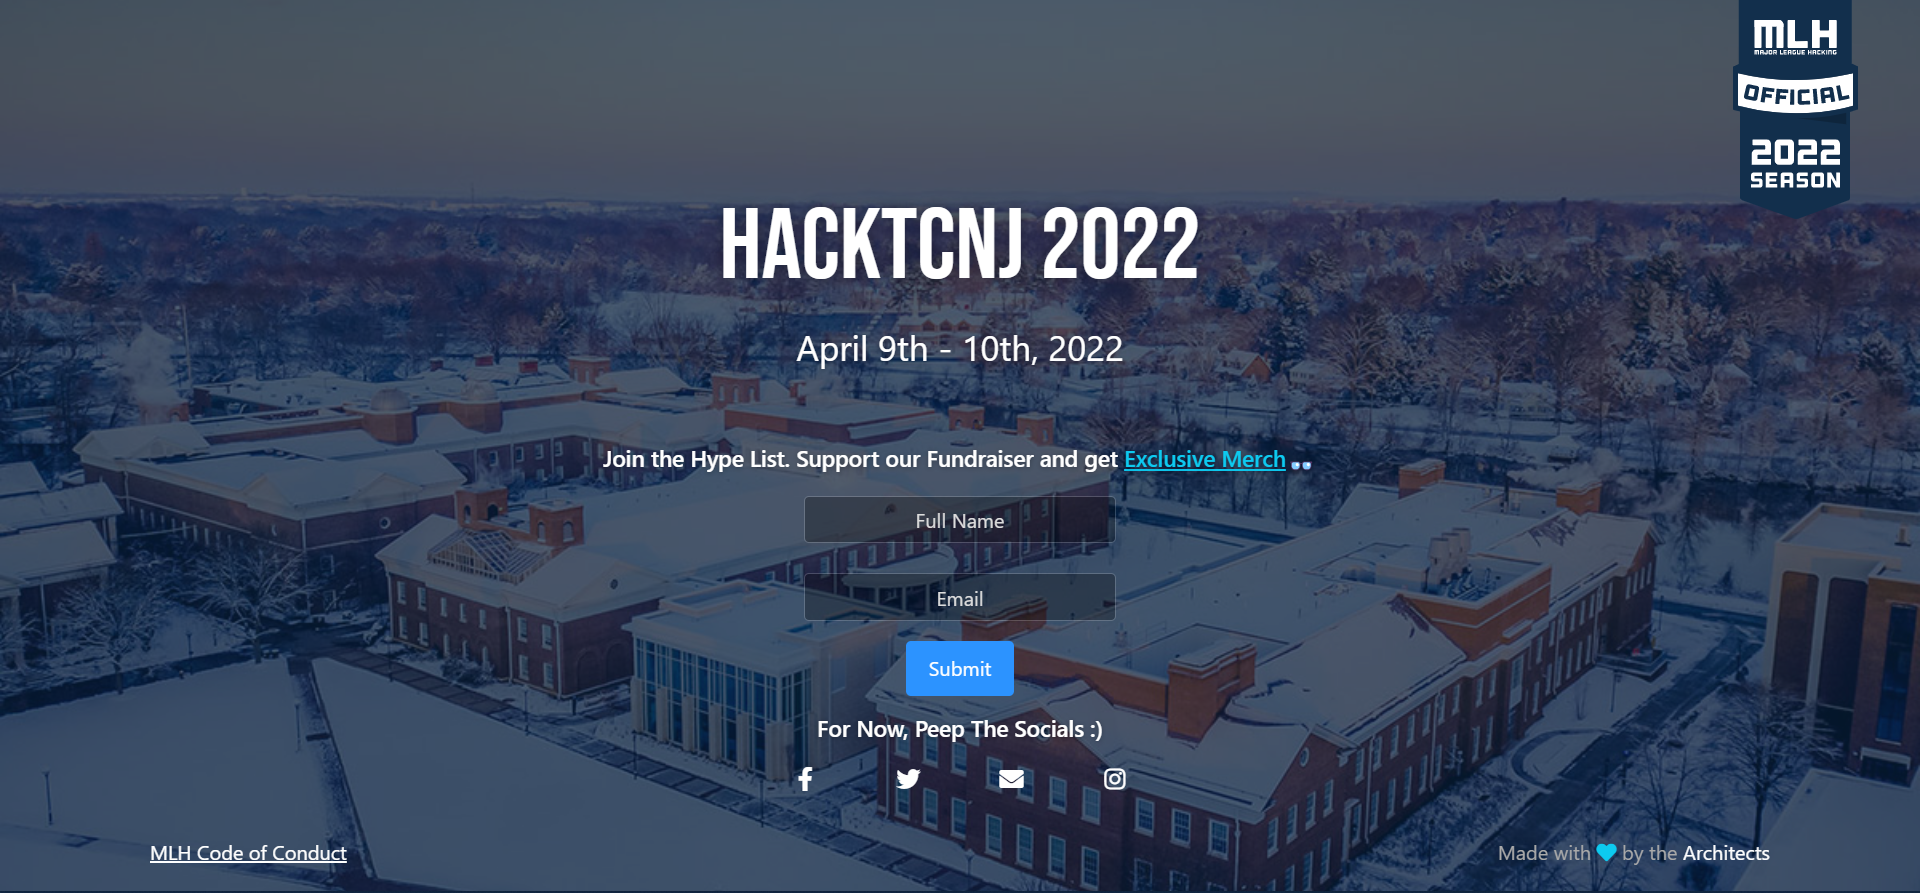 MLH
MAJOR LEAGUE HACKING
OFFICIAL
2022
SEASON
HACKTCNJ 2022
April 9th - 10th, 2022
Join the Hype List. Support our Fundraiser and get Exclusive Merch 👀
Full Name
Email
Submit
For Now, Peep The Socials :)
MLH Code of Conduct
Made with 💙 by the Architects